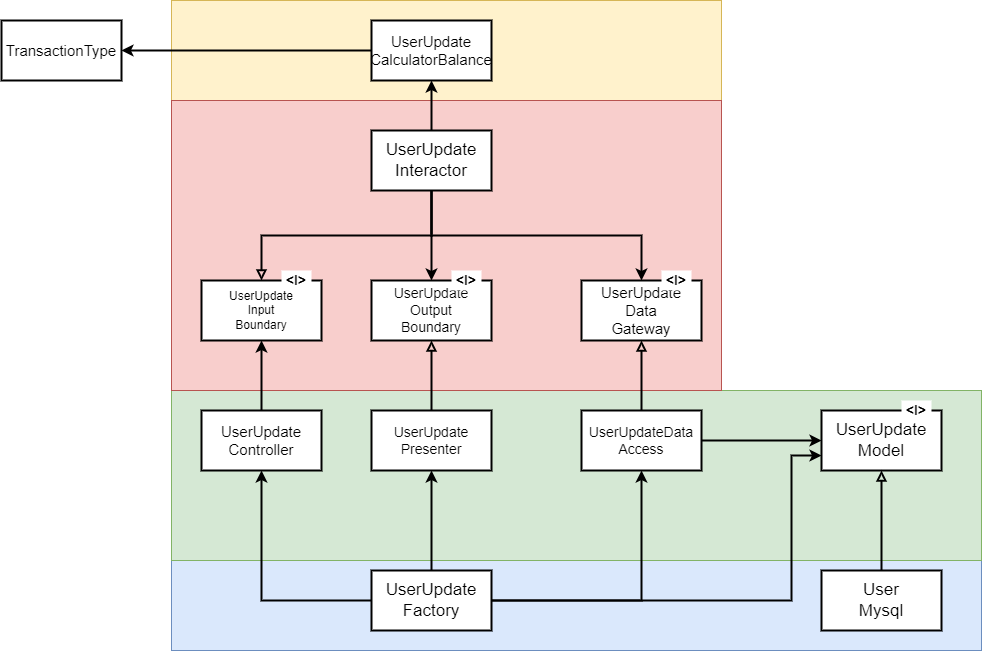 TransactionType
UserUpdate
CalculatorBalance
UserUpdate
Interactor
<I>
UserUpdate
Input
Boundary
<I>
UserUpdate
Output
Boundary
<I>
UserUpdate
Data
Gateway
UserUpdate
Controller
UserUpdate
Presenter
UserUpdateData
Access
<I>
UserUpdate
Model
UserUpdate
Factory
User
Mysql